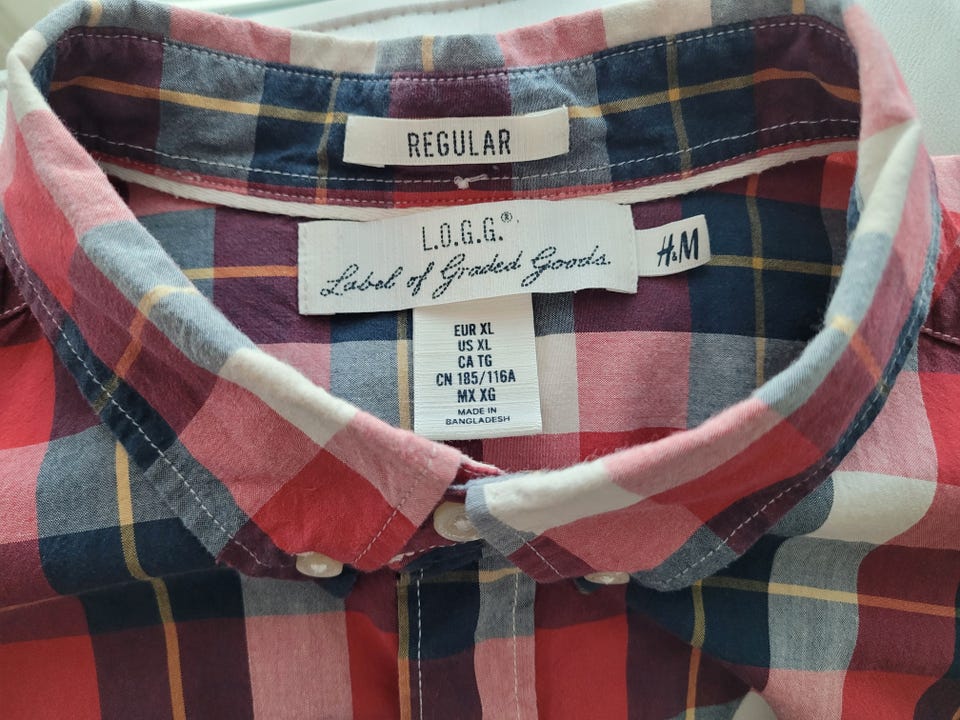 REGULAR
L.O.G.G.®
Label of Graded Goods.
H&M
EUR XL
US XL
CA TG
CN 185/116A
MX XG
MADE IN
BANGLADESH